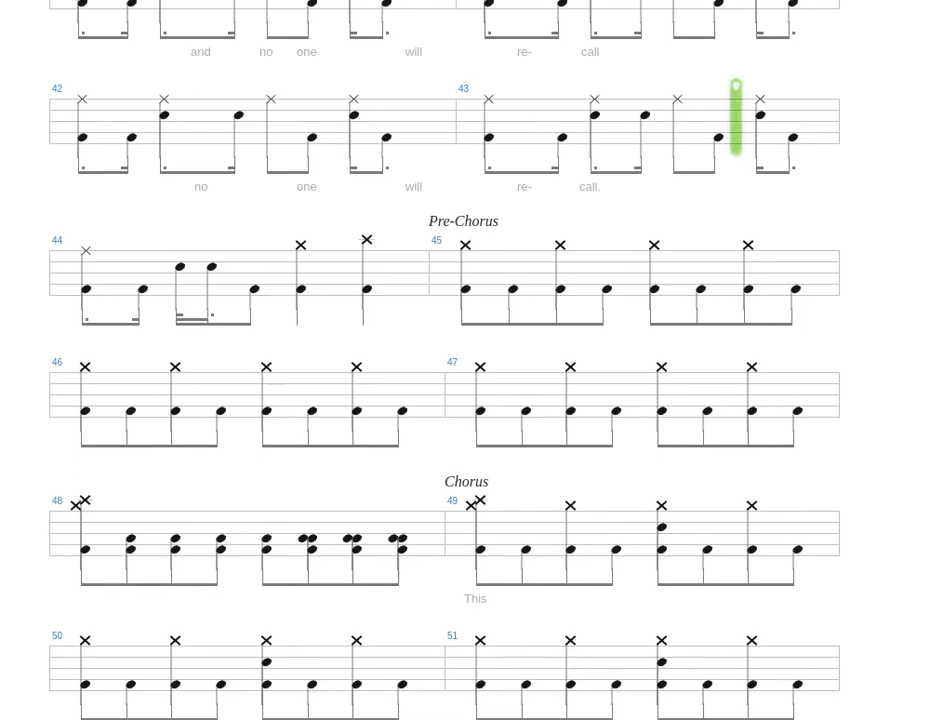 and no one will re- call
42 43
no one will re- call.
Pre-Chorus
44 45
46 47
Chorus
48 49
This
50 51